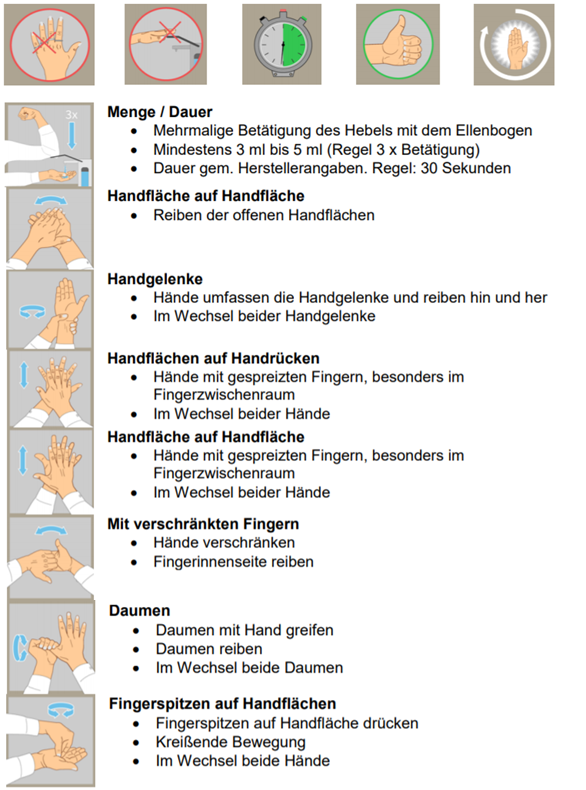 3x
Menge / Dauer
• Mehrmalige Betätigung des Hebels mit dem Ellenbogen
• Mindestens 3 ml bis 5 ml (Regel 3 x Betätigung)
• Dauer gem. Herstellerangaben. Regel: 30 Sekunden
Handfläche auf Handfläche
• Reiben der offenen Handflächen
Handgelenke
• Hände umfassen die Handgelenke und reiben hin und her
• Im Wechsel beider Handgelenke
Handflächen auf Handrücken
• Hände mit gespreizten Fingern, besonders im
Fingerzwischenraum
• Im Wechsel beider Hände
Handfläche auf Handfläche
• Hände mit gespreizten Fingern, besonders im
Fingerzwischenraum
• Im Wechsel beider Hände
Mit verschränkten Fingern
• Hände verschränken
• Fingerinnenseite reiben
Daumen
• Daumen mit Hand greifen
• Daumen reiben
• Im Wechsel beide Daumen
Fingerspitzen auf Handflächen
• Fingerspitzen auf Handfläche drücken
• Kreißende Bewegung
• Im Wechsel beide Hände